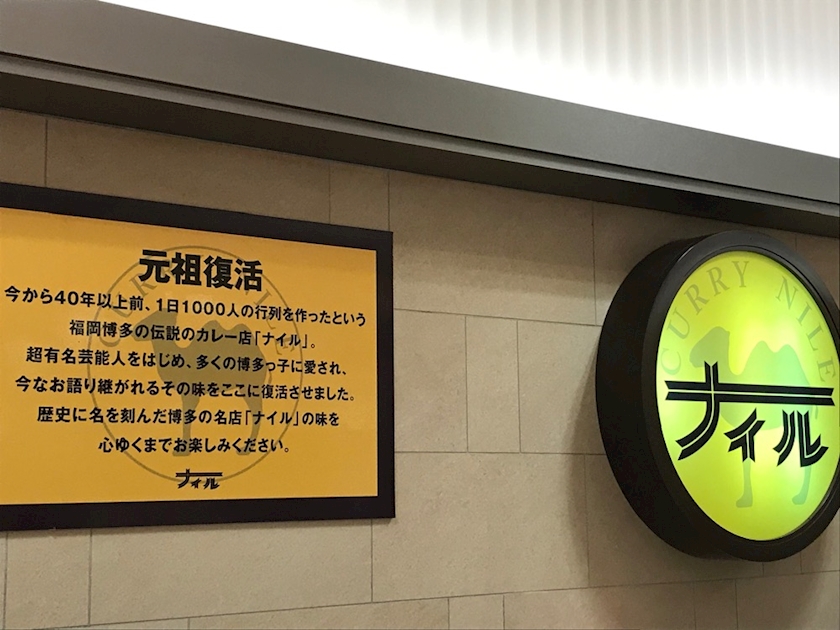 元祖復活
今から40年以上前、1日1000人の行列を作ったという
福岡博多の伝説のカレー店「ナイル」。
超有名芸能人をはじめ、多くの博多っ子に愛され、
今なお語り継がれるその味をここに復活させました。
歴史に名を刻んだ博多の名店「ナイル」の味を
心ゆくまでお楽しみください。
ナイル
CURRY NILE
CURRY NILE
ナイル